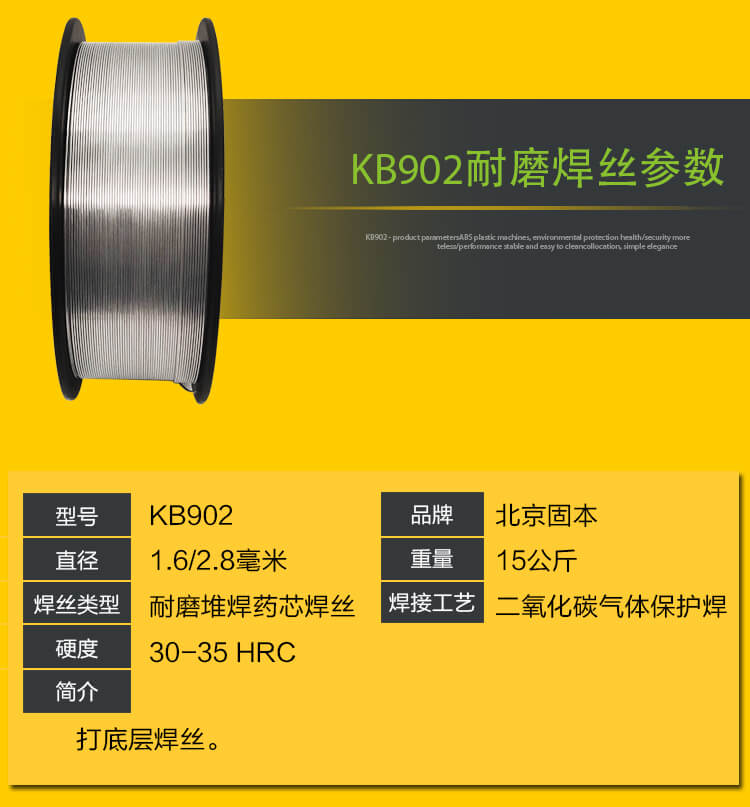 KB902耐磨焊丝参数
KB902 - product parametersABS plastic machines, environmental protection health/security more
teless/performance stable and easy to cleancollocation, simple elegance
型号 KB902 品牌 北京固本
直径 1.6/2.8毫米 重量 15公斤
焊丝类型 耐磨堆焊药芯焊丝 焊接工艺 二氧化碳气体保护焊
硬度 30-35 HRC
简介
打底层焊丝。